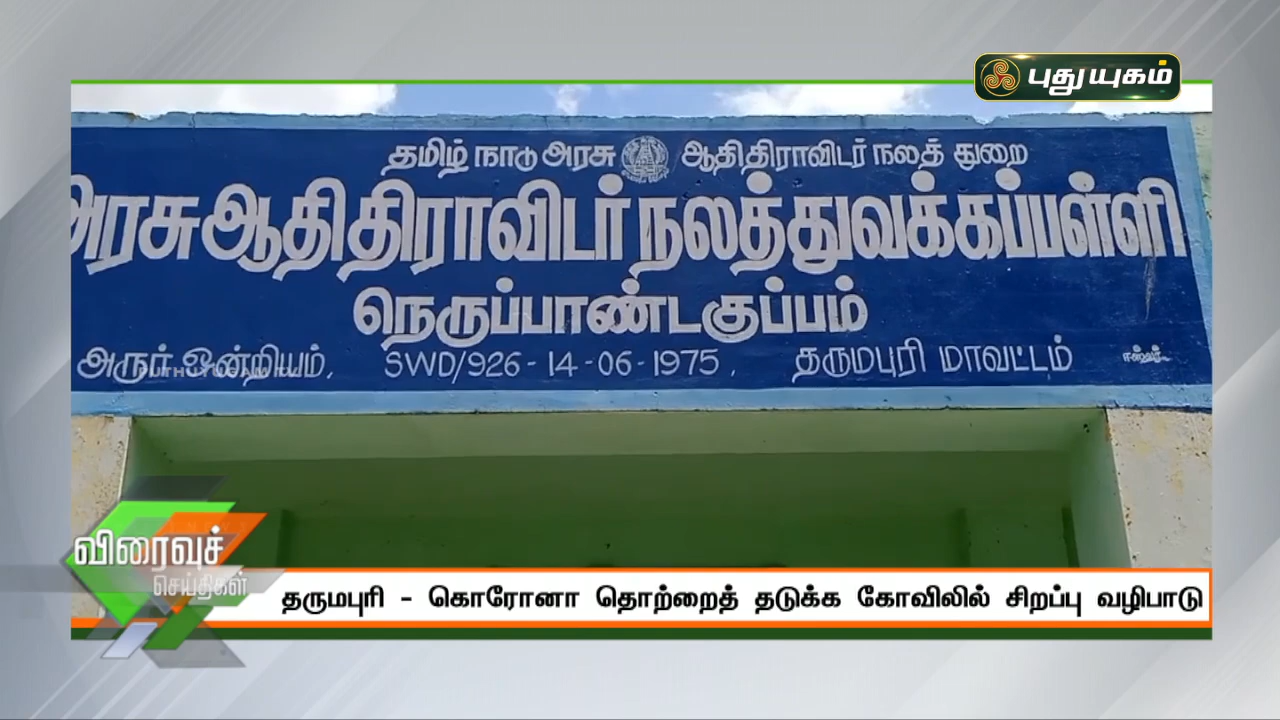 புதுயுகம்
தமிழ் நாடு அரசு ஆதிதிராவிடர் நலத் துறை
அரசு ஆதிதிராவிடர் நலத் துவக்கப்பள்ளி
நெருப்பாண்டகுப்பம்
அரூர் ஒன்றியம், SWD/926-14-06-1975, தருமபுரி மாவட்டம்
விரைவுச்
செய்திகள்
தருமபுரி - கொரோனா தொற்றைத் தடுக்க கோவிலில் சிறப்பு வழிபாடு